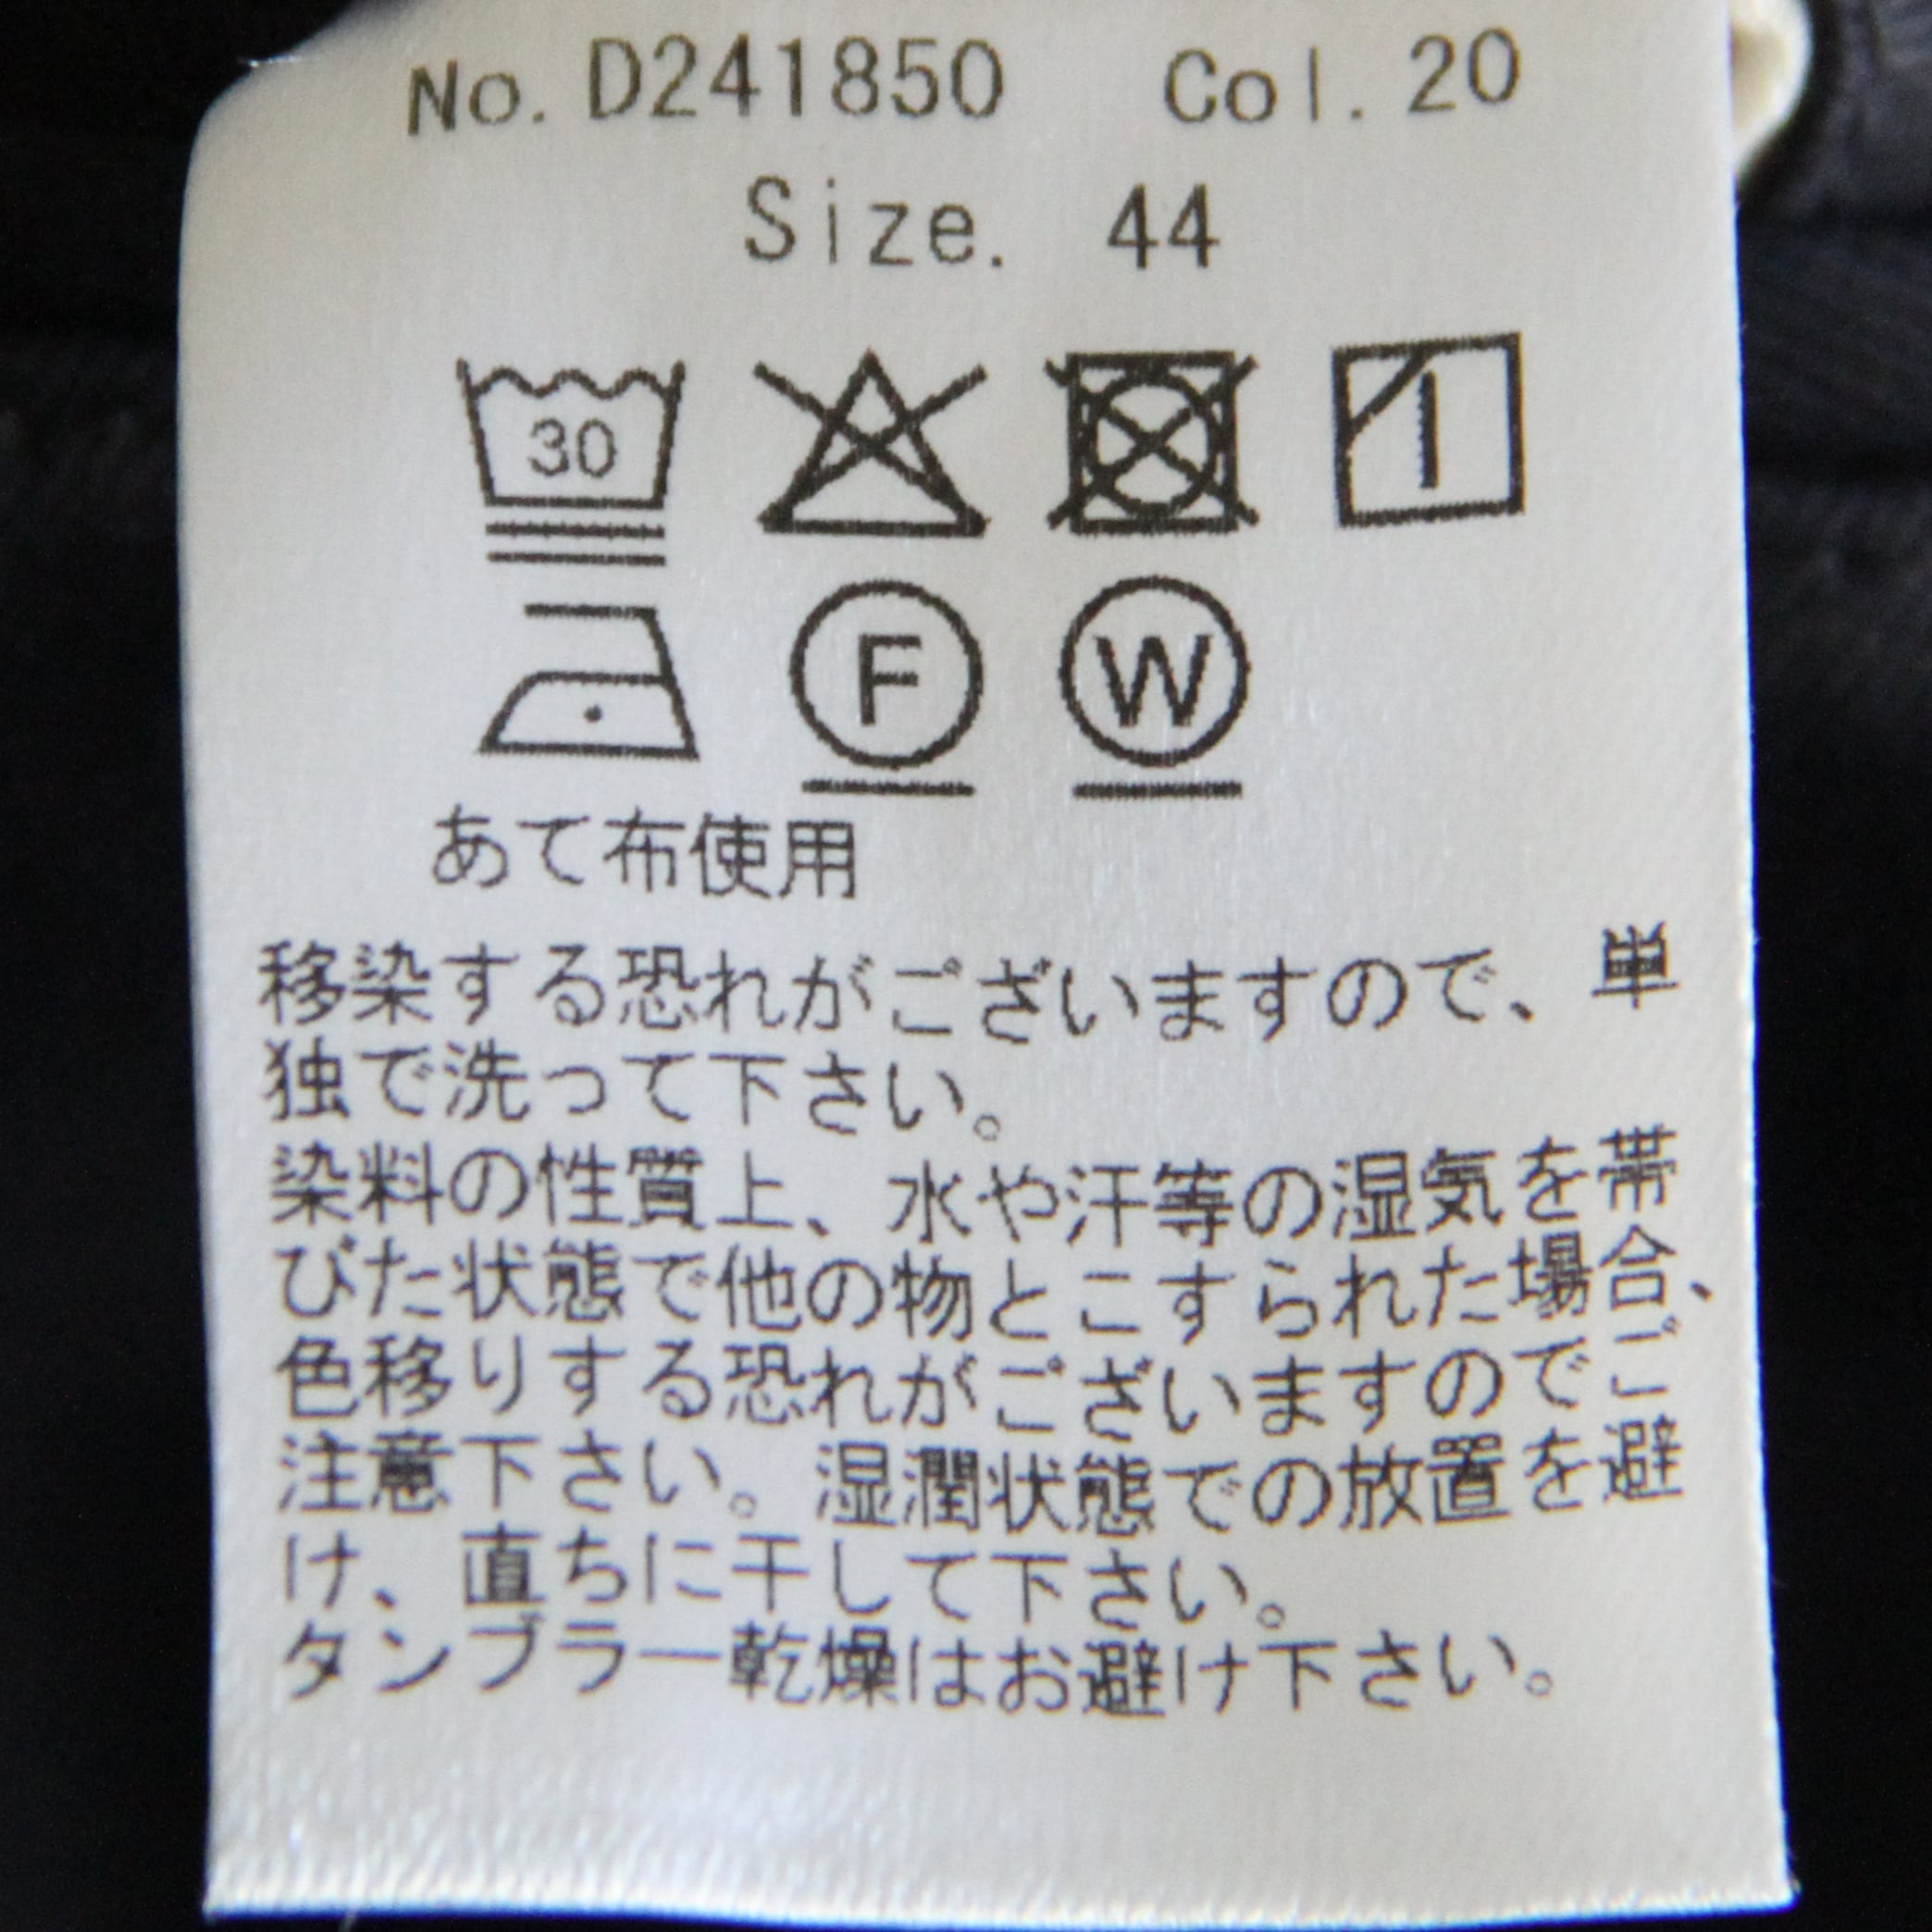 No. D241850 Col. 20
Size. 44
30
F W
あて布使用
移染する恐れがございますので、単
独で洗って下さい。
染料の性質上、水や汗等の湿気を帯
びた状態で他の物とこすられた場合、
色移りする恐れがございますのでご
注意下さい。湿潤状態での放置を避
け、直ちに干して下さい。
タンブラー乾燥はお避け下さい。